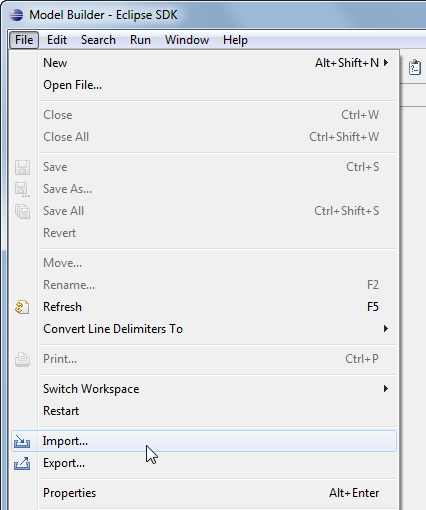 Model Builder - Eclipse SDK
File Edit Search Run Window Help
New Alt+Shift+N
Open File...
Close Ctrl+W
Close All Ctrl+Shift+W
Save Ctrl+S
Save As...
Save All Ctrl+Shift+S
Revert
Move...
Rename... F2
Refresh F5
Convert Line Delimiters To
Print... Ctrl+P
Switch Workspace
Restart
Import...
Export...
Properties Alt+Enter